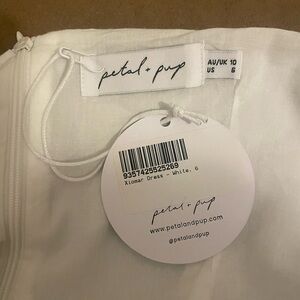 petal + pup
AU/UK 10
US 6
9357425525269
Xiomar Dress - White, 6
petal + pup
www.petalandpup.com
@petalandpup